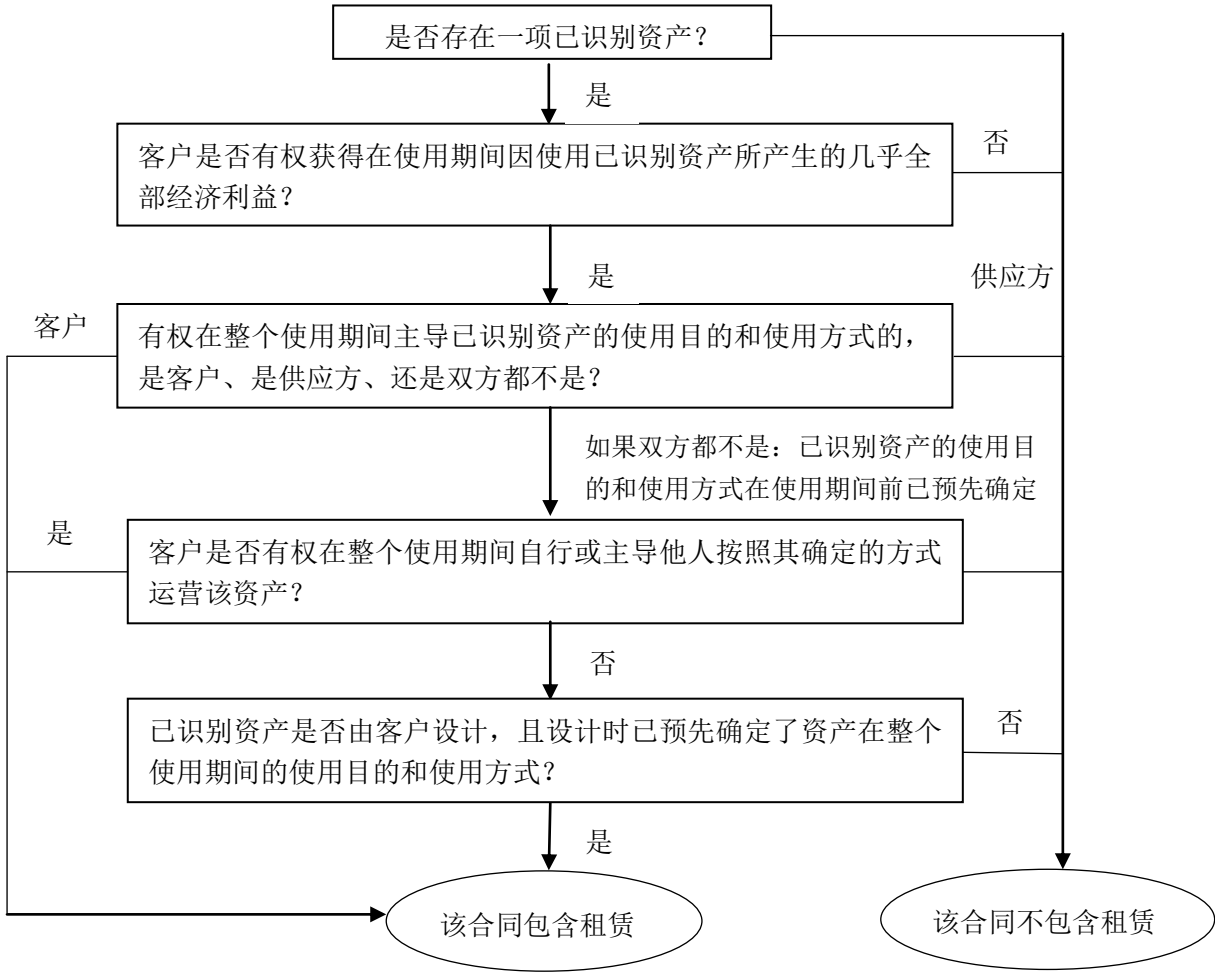 是否存在一项已识别资产？
是
客户是否有权获得在使用期间因使用已识别资产所产生的几乎全
部经济利益？
否
是
供应方
客户
有权在整个使用期间主导已识别资产的使用目的和使用方式的，
是客户、是供应方、还是双方都不是？
如果双方都不是：已识别资产的使用目
的和使用方式在使用期间前已预先确定
是
客户是否有权在整个使用期间自行或主导他人按照其确定的方式
运营该资产？
否
已识别资产是否由客户设计，且设计时已预先确定了资产在整个
使用期间的使用目的和使用方式？
否
是
该合同包含租赁
该合同不包含租赁